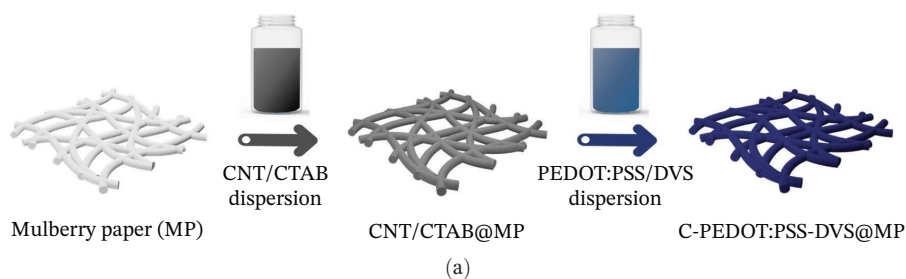 CNT/CTAB
dispersion
PEDOT:PSS/DVS
dispersion
Mulberry paper (MP)
CNT/CTAB@MP
C-PEDOT:PSS-DVS@MP
(a)